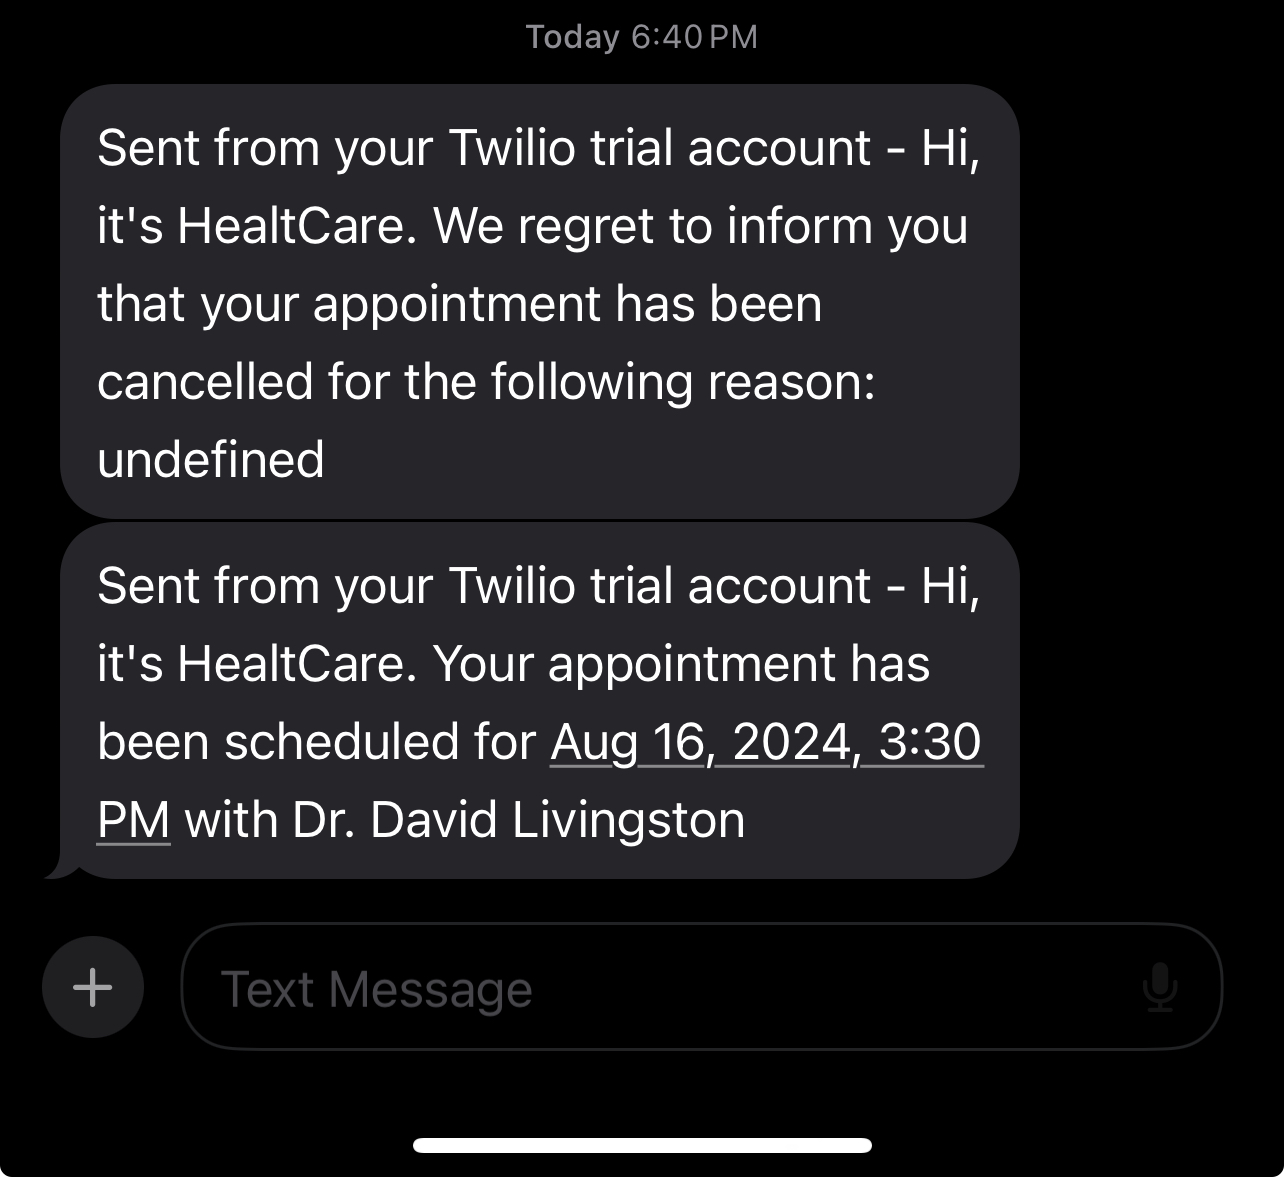 Today 6:40 PM
Sent from your Twilio trial account - Hi,
it's HealtCare. We regret to inform you
that your appointment has been
cancelled for the following reason:
undefined
Sent from your Twilio trial account - Hi,
it's HealtCare. Your appointment has
been scheduled for Aug 16, 2024, 3:30
PM with Dr. David Livingston
Text Message